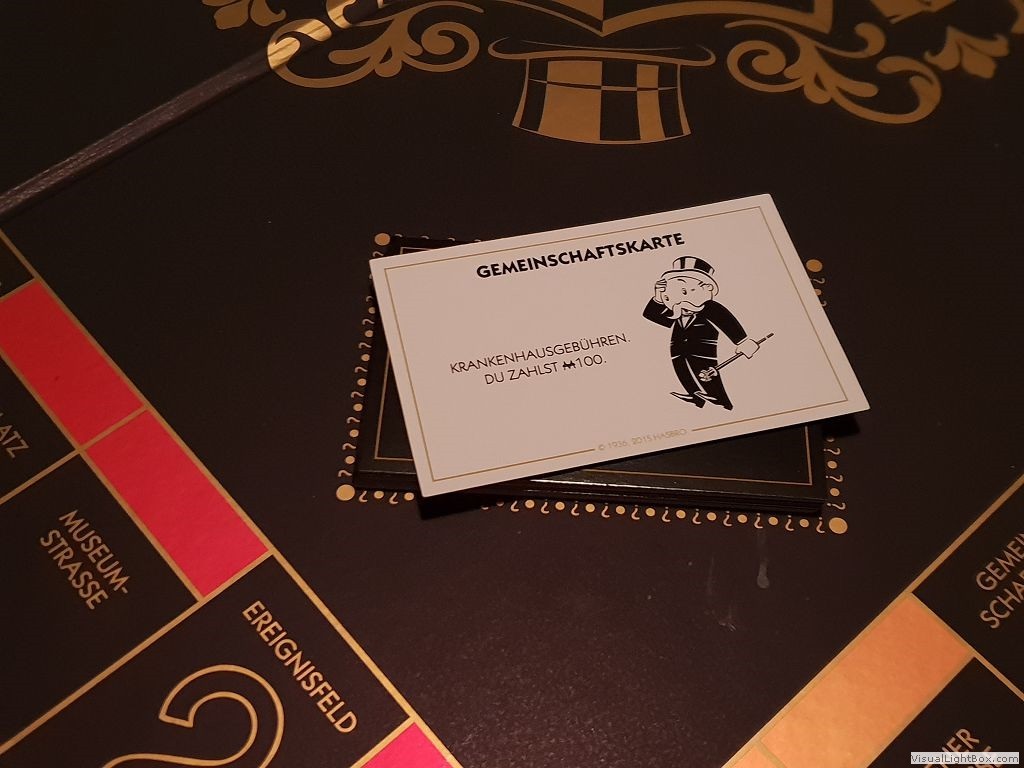 GEMEINSCHAFTSKARTE
KRANKENHAUSGEBÜHREN.
DU ZAHLST ₩100.
© 1936, 2015 HASBRO
MUSEUM-
STRASSE
EREIGNISFELD
VisualLightBox.com